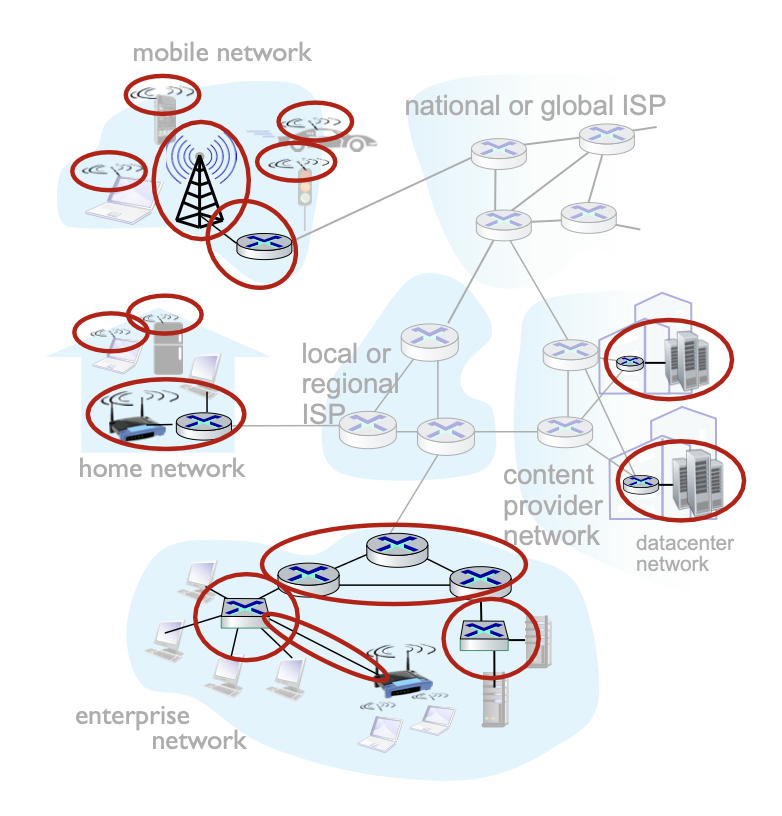 mobile network
national or global ISP
local or
regional
ISP
home network
content
provider
network
datacenter
network
enterprise
network